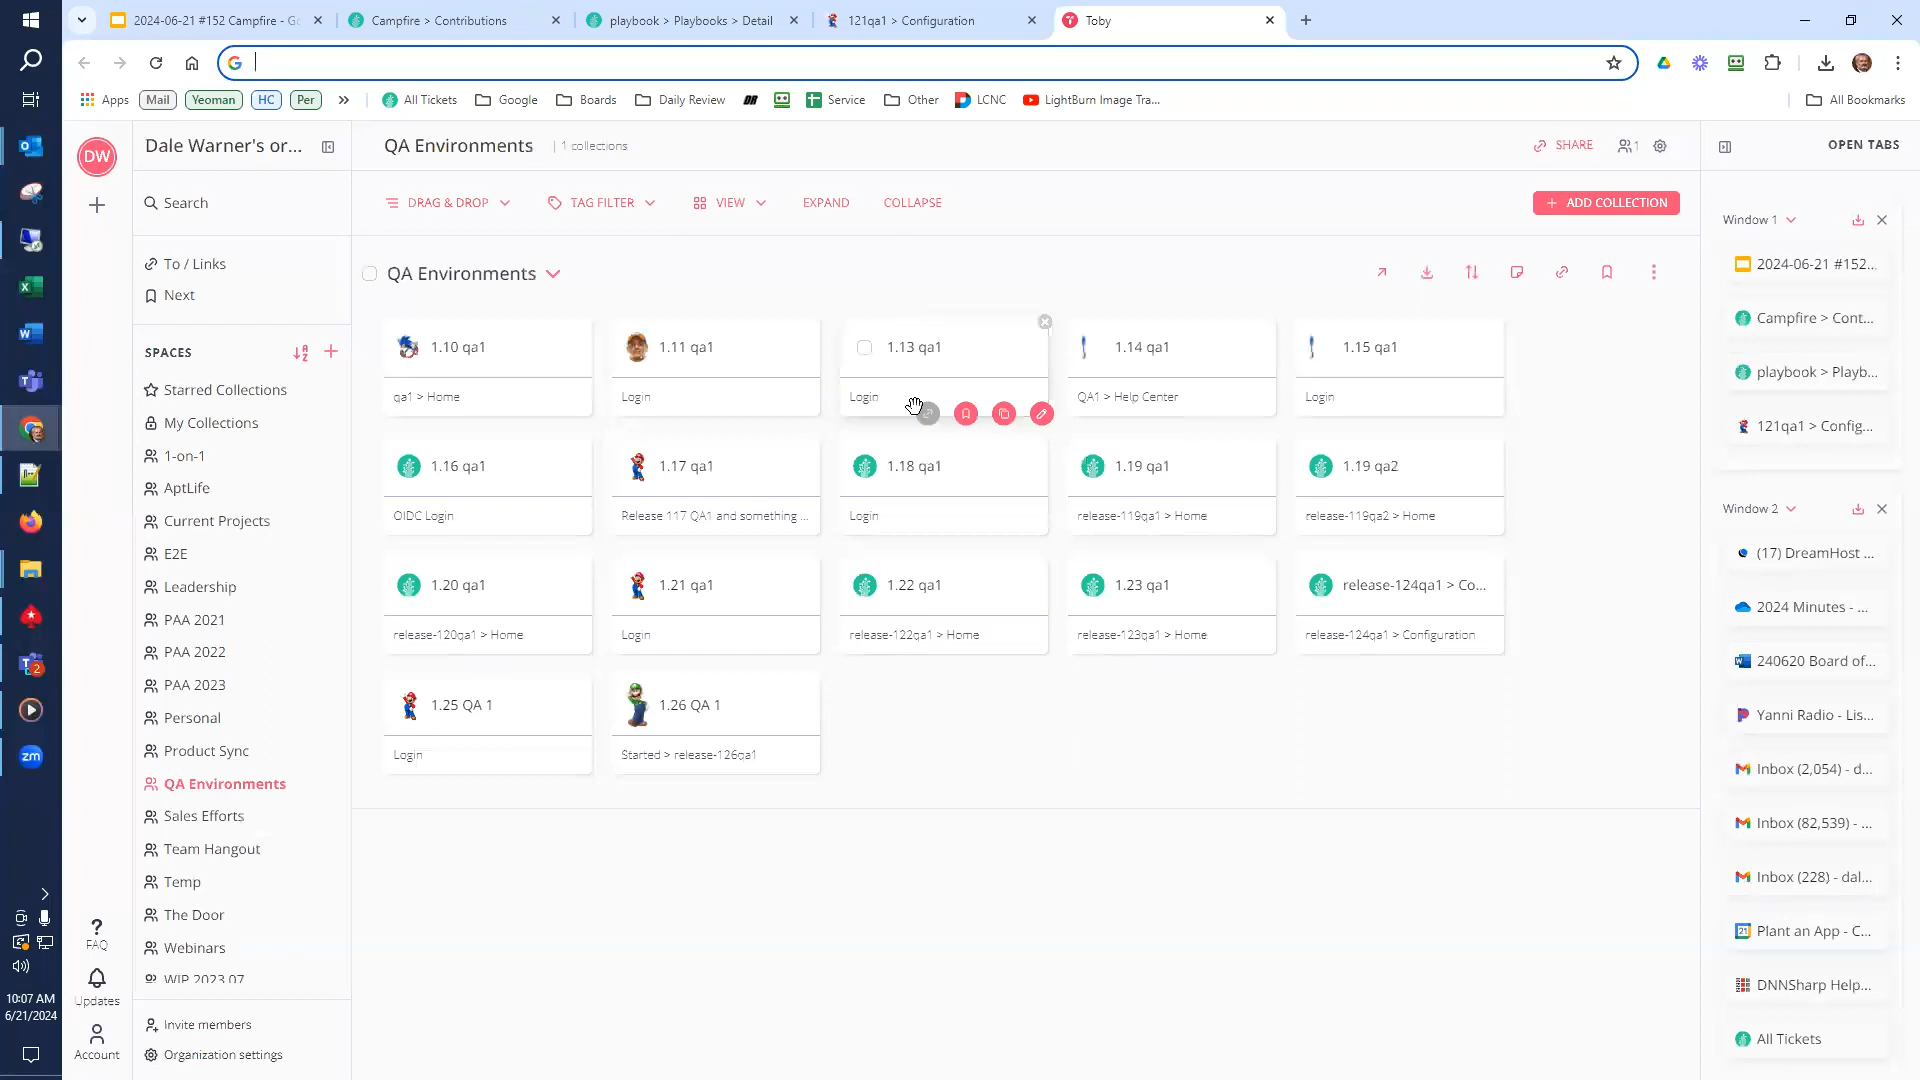 2024-06-21 #152 Campfire - Go
Campfire > Contributions
playbook > Playbooks > Detail
121qa1 > Configuration
Toby
Apps
Mail
Yeoman
HC
Per
All Tickets
Google
Boards
Daily Review
Service
Other
LCNC
LightBurn Image Tra...
All Bookmarks
DW
Dale Warner's or...
QA Environments
| 1 collections
SHARE
1
OPEN TABS
Search
DRAG & DROP
TAG FILTER
VIEW
EXPAND
COLLAPSE
ADD COLLECTION
To / Links
Next
SPACES
Starred Collections
My Collections
1-on-1
AptLife
Current Projects
E2E
Leadership
PAA 2021
PAA 2022
PAA 2023
Personal
Product Sync
QA Environments
Sales Efforts
Team Hangout
Temp
The Door
Webinars
WIP 2023 07
Invite members
Organization settings
FAQ
Updates
Account
QA Environments
1.10 qa1
qa1 > Home
1.11 qa1
Login
1.13 qa1
Login
1.14 qa1
QA1 > Help Center
1.15 qa1
Login
1.16 qa1
OIDC Login
1.17 qa1
Release 117 QA1 and something ...
1.18 qa1
Login
1.19 qa1
release-119qa1 > Home
1.19 qa2
release-119qa2 > Home
1.20 qa1
release-120qa1 > Home
1.21 qa1
Login
1.22 qa1
release-122qa1 > Home
1.23 qa1
release-123qa1 > Home
release-124qa1 > Co...
release-124qa1 > Configuration
1.25 QA 1
Login
1.26 QA 1
Started > release-126qa1
Window 1
2024-06-21 #152...
Campfire > Cont...
playbook > Playb...
121qa1 > Config...
Window 2
(17) DreamHost ...
2024 Minutes - ...
240620 Board of...
Yanni Radio - Lis...
Inbox (2,054) - d...
Inbox (82,539) - ...
Inbox (228) - dal...
Plant an App - C...
DNNSharp Help...
All Tickets
zm
2
10:07 AM
6/21/2024